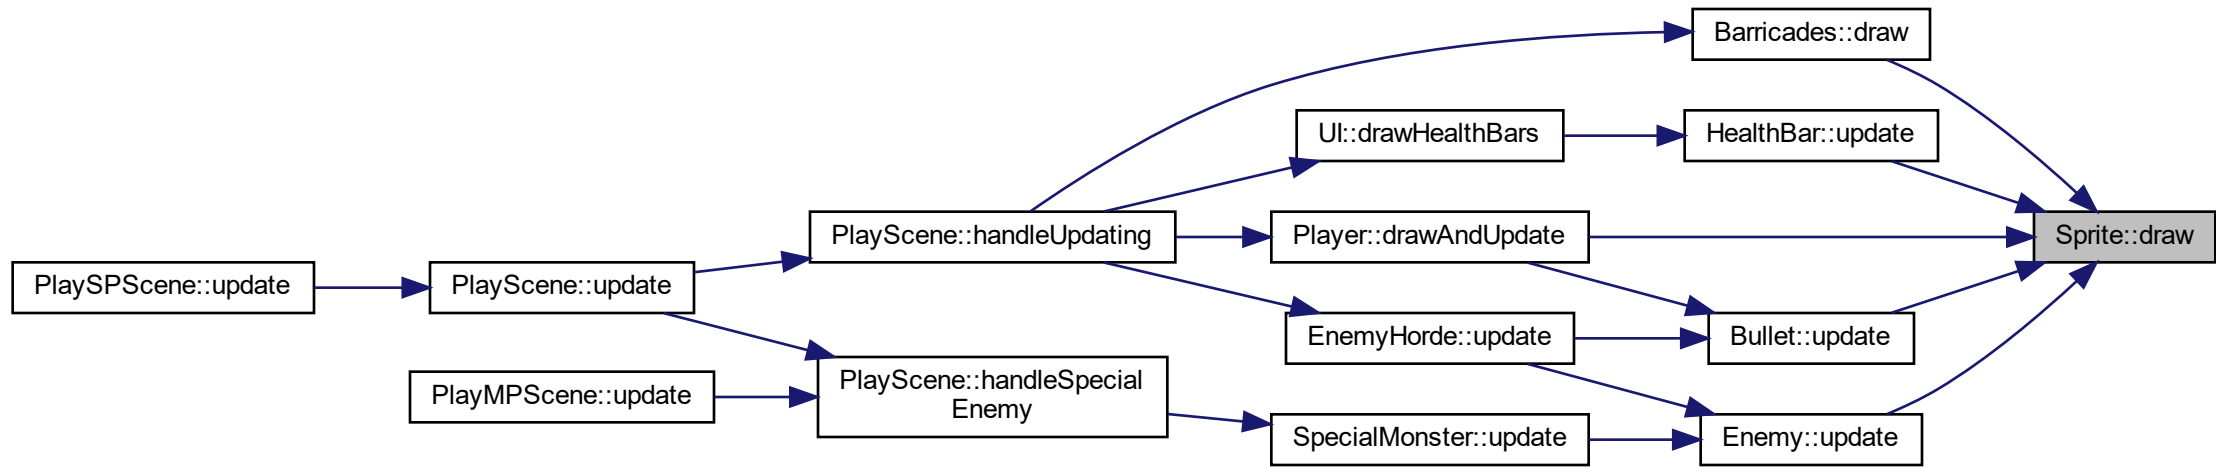 Barricades::draw
UI::drawHealthBars
HealthBar::update
PlayScene::handleUpdating
Player::drawAndUpdate
Sprite::draw
PlaySPScene::update
PlayScene::update
EnemyHorde::update
Bullet::update
PlayMPScene::update
PlayScene::handleSpecial
Enemy
SpecialMonster::update
Enemy::update